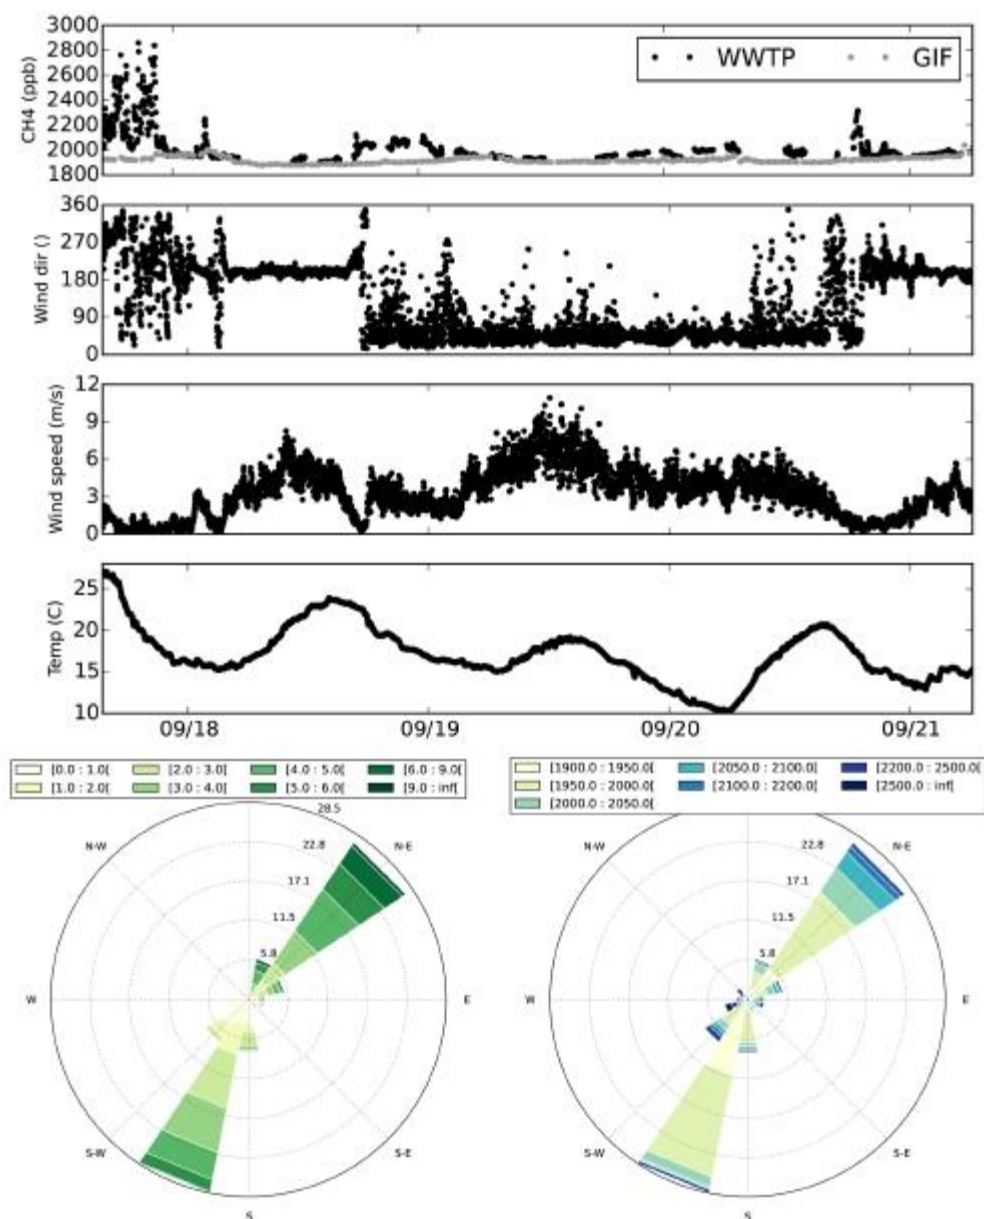 3000
2800
2600
2400
2200
2000
1800
CH4 (ppb)
WWTP GIF
360
270
180
90
0
Wind dir ()
12
9
6
3
0
Wind speed (m/s)
25
20
15
10
Temp (C)
09/18 09/19 09/20 09/21
[0.0 : 1.0[ [2.0 : 3.0[ [4.0 : 5.0[ [6.0 : 9.0[
[1.0 : 2.0[ [3.0 : 4.0[ [5.0 : 6.0[ [9.0 : inf[
28.5
N-W N-E
22.8
17.1
11.5
5.8
W E
S-W S-E
S
[1900.0 : 1950.0[ [2050.0 : 2100.0[ [2200.0 : 2500.0[
[1950.0 : 2000.0[ [2100.0 : 2200.0[ [2500.0 : inf[
[2000.0 : 2050.0[
N-W N-E
22.8
17.1
11.5
5.8
W E
S-W S-E
S